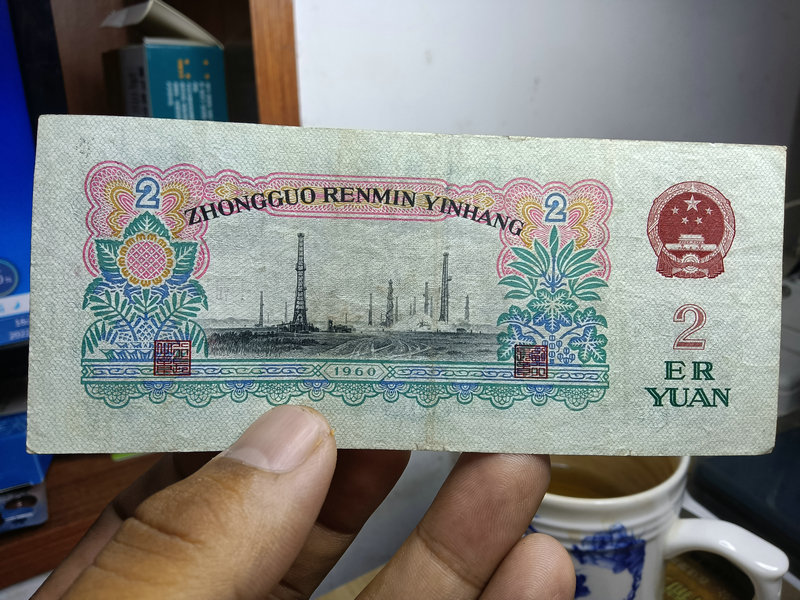 2
ZHONGGUO RENMIN YINHANG
2
1960
2
ER
YUAN